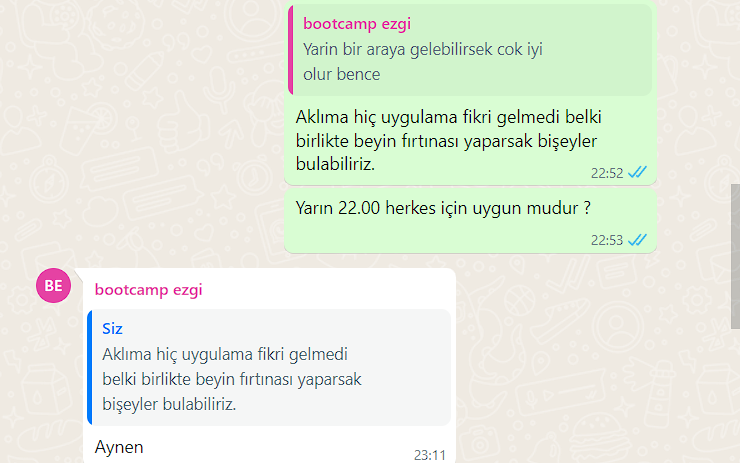 bootcamp ezgi
Yarin bir araya gelebilirsek cok iyi
olur bence
Aklıma hiç uygulama fikri gelmedi belki
birlikte beyin fırtınası yaparsak bişeyler
bulabiliriz.
22:52
Yarın 22.00 herkes için uygun mudur ?
22:53
BE
bootcamp ezgi
Siz
Aklıma hiç uygulama fikri gelmedi
belki birlikte beyin fırtınası yaparsak
bişeyler bulabiliriz.
Aynen
23:11